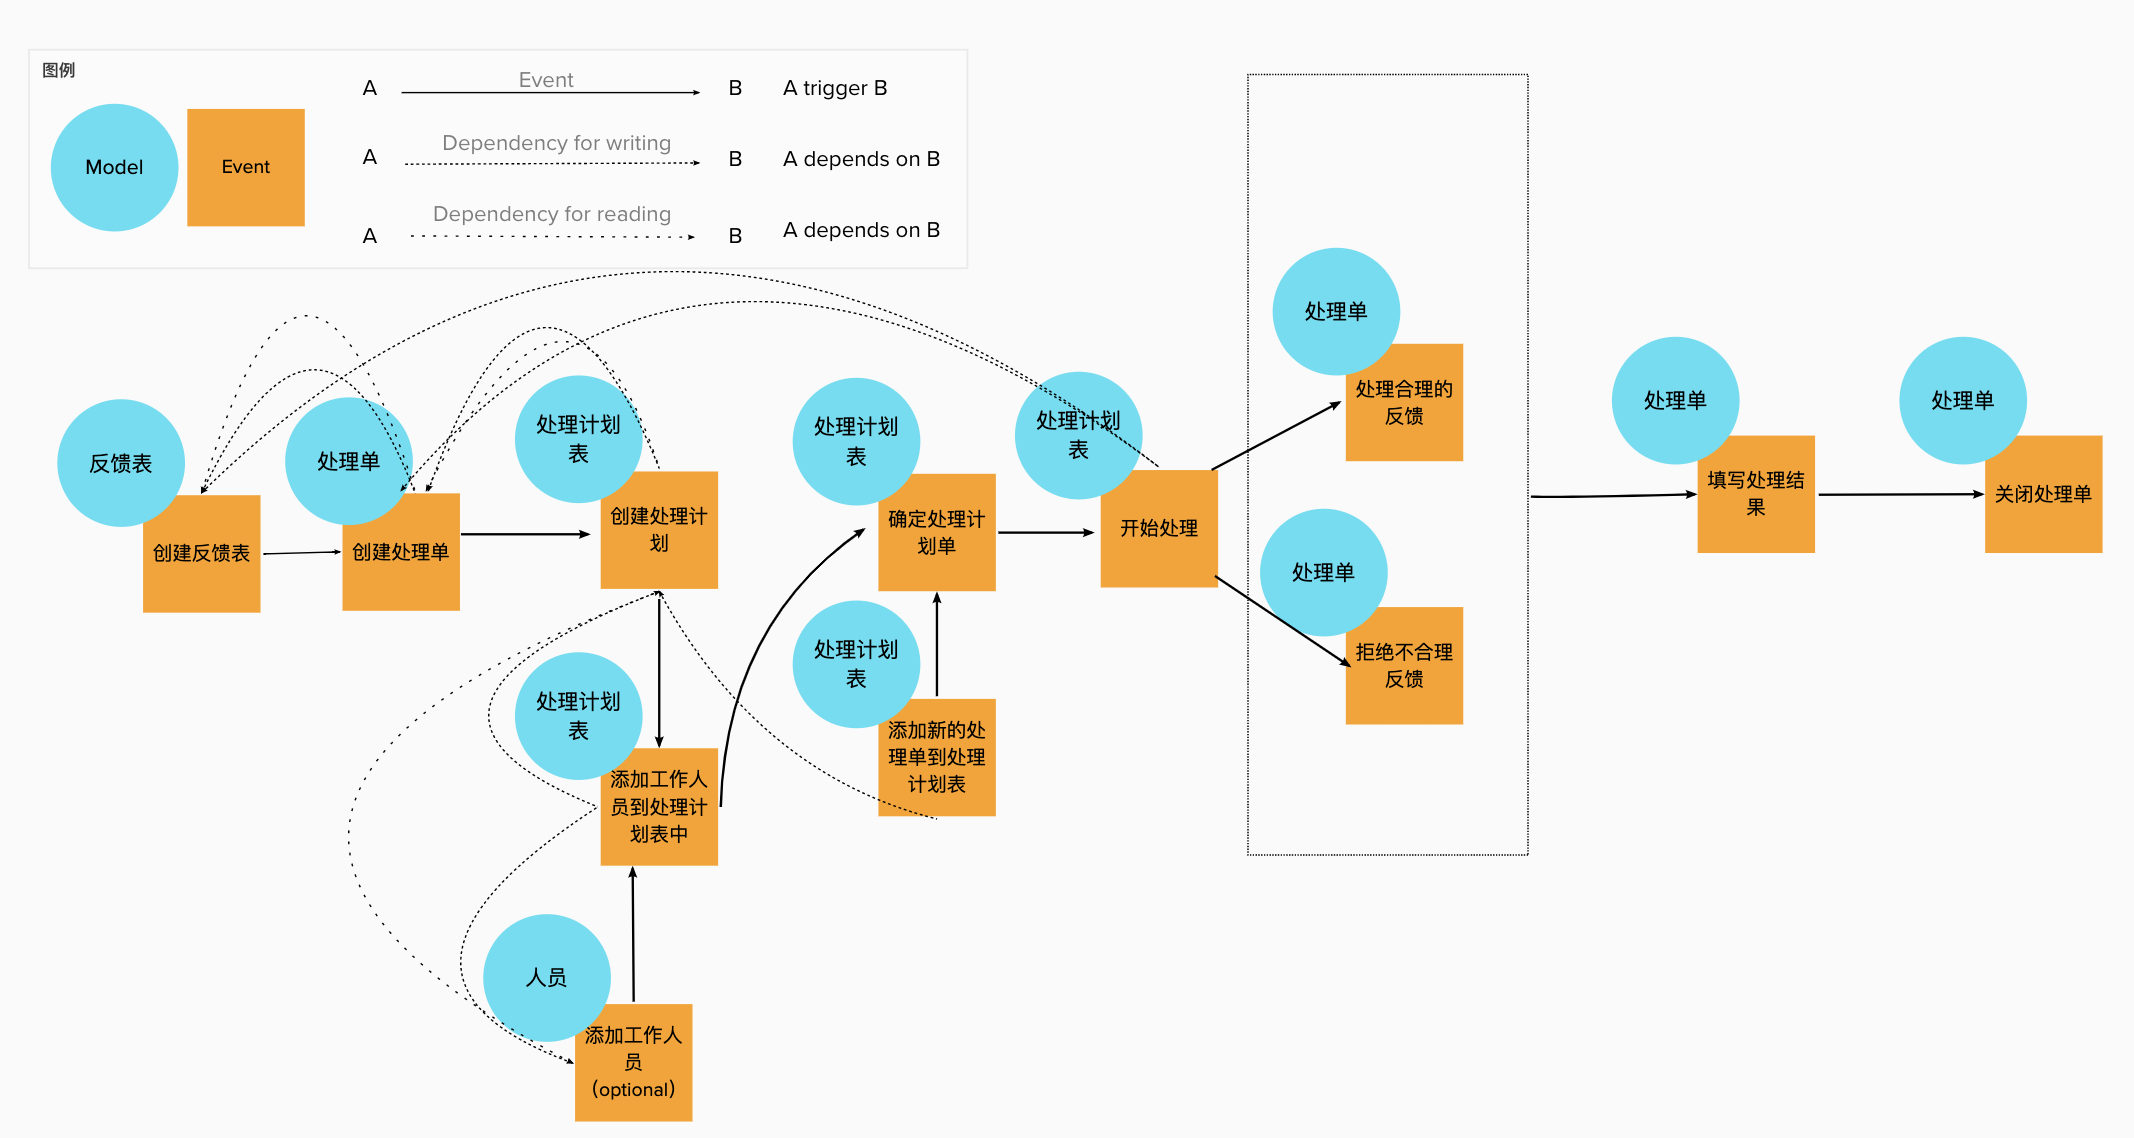 图例
Model
Event
A
Event
B
A trigger B
A
Dependency for writing
B
A depends on B
A
Dependency for reading
B
A depends on B
反馈表
创建反馈表
处理单
创建处理单
处理计划
表
创建处理计
划
处理计划
表
添加工作人
员到处理计
划表中
人员
添加工作人
员
（optional）
处理计划
表
确定处理计
划单
处理计划
表
添加新的处
理单到处理
计划表
处理计划
表
开始处理
处理单
处理合理的
反馈
处理单
拒绝不合理
反馈
处理单
填写处理结
果
处理单
关闭处理单